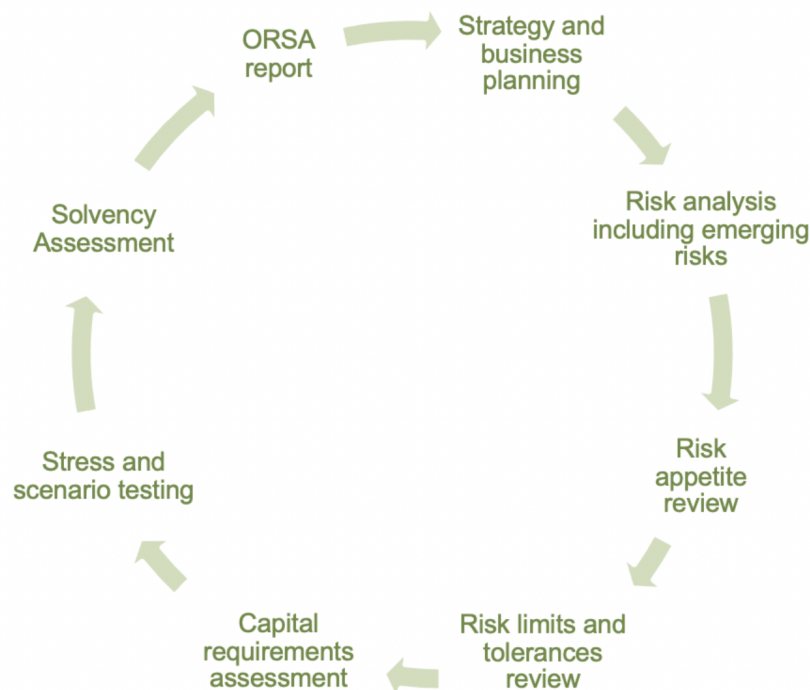 ORSA
report
Strategy and
business
planning
Risk analysis
including emerging
risks
Risk
appetite
review
Risk limits and
tolerances
review
Capital
requirements
assessment
Stress and
scenario testing
Solvency
Assessment